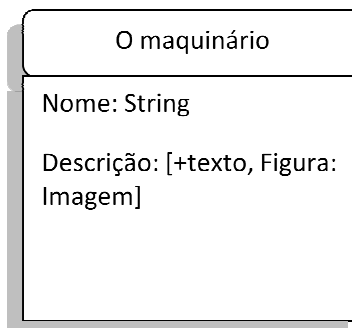 O maquinário
Nome: String
Descrição: [+texto, Figura:
Imagem]